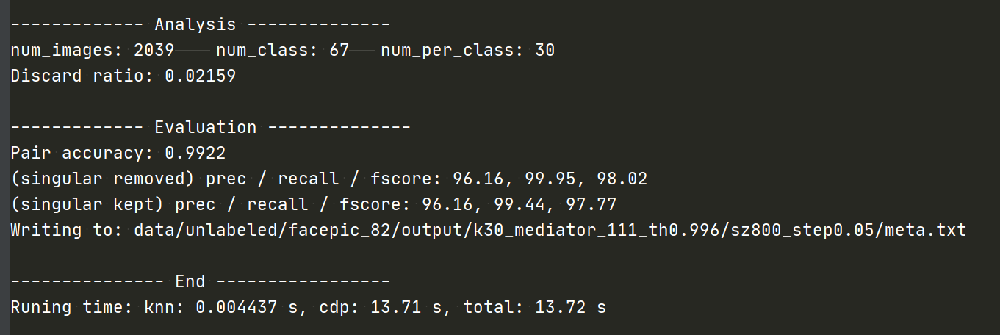 ------------- Analysis --------------
num_images: 2039 num_class: 67 num_per_class: 30
Discard ratio: 0.02159
------------- Evaluation --------------
Pair accuracy: 0.9922
(singular removed) prec / recall / fscore: 96.16, 99.95, 98.02
(singular kept) prec / recall / fscore: 96.16, 99.44, 97.77
Writing to: data/unlabeled/facepic_82/output/k30_mediator_111_th0.996/sz800_step0.05/meta.txt
--------------- End -----------------
Runing time: knn: 0.004437 s, cdp: 13.71 s, total: 13.72 s